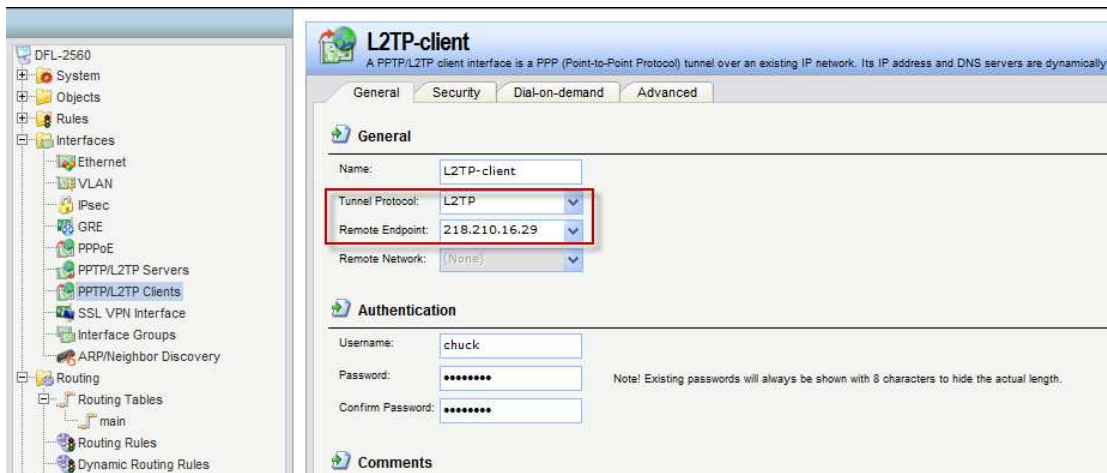 DFL-2560
System
Objects
Rules
Interfaces
Ethernet
VLAN
IPsec
GRE
PPPoE
PPTP/L2TP Servers
PPTP/L2TP Clients
SSL VPN Interface
Interface Groups
ARP/Neighbor Discovery
Routing
Routing Tables
main
Routing Rules
Dynamic Routing Rules
L2TP-client
A PPTP/L2TP client interface is a PPP (Point-to-Point Protocol) tunnel over an existing IP network. Its IP address and DNS servers are dynamically
General Security Dial-on-demand Advanced
General
Name: L2TP-client
Tunnel Protocol: L2TP
Remote Endpoint: 218.210.16.29
Remote Network: (None)
Authentication
Username: chuck
Password: •••••••• Note! Existing passwords will always be shown with 8 characters to hide the actual length.
Confirm Password: ••••••••
Comments